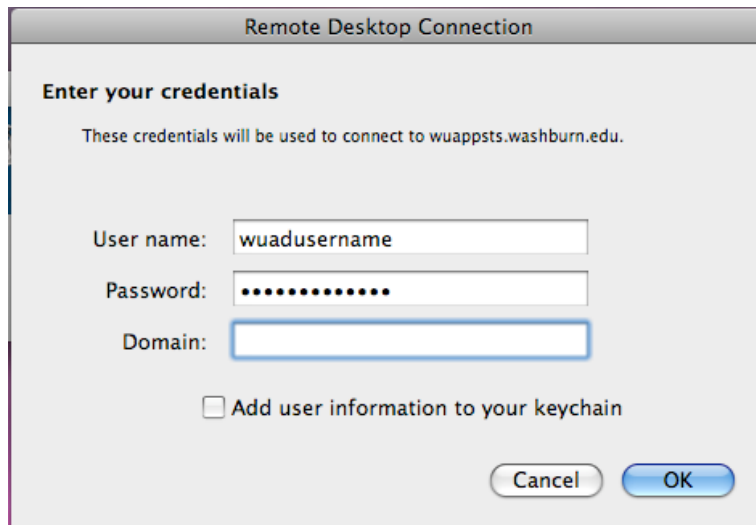 Remote Desktop Connection
Enter your credentials
These credentials will be used to connect to wuappsts.washburn.edu.
User name: wuadusername
Password: •••••••••••••
Domain:
Add user information to your keychain
Cancel OK